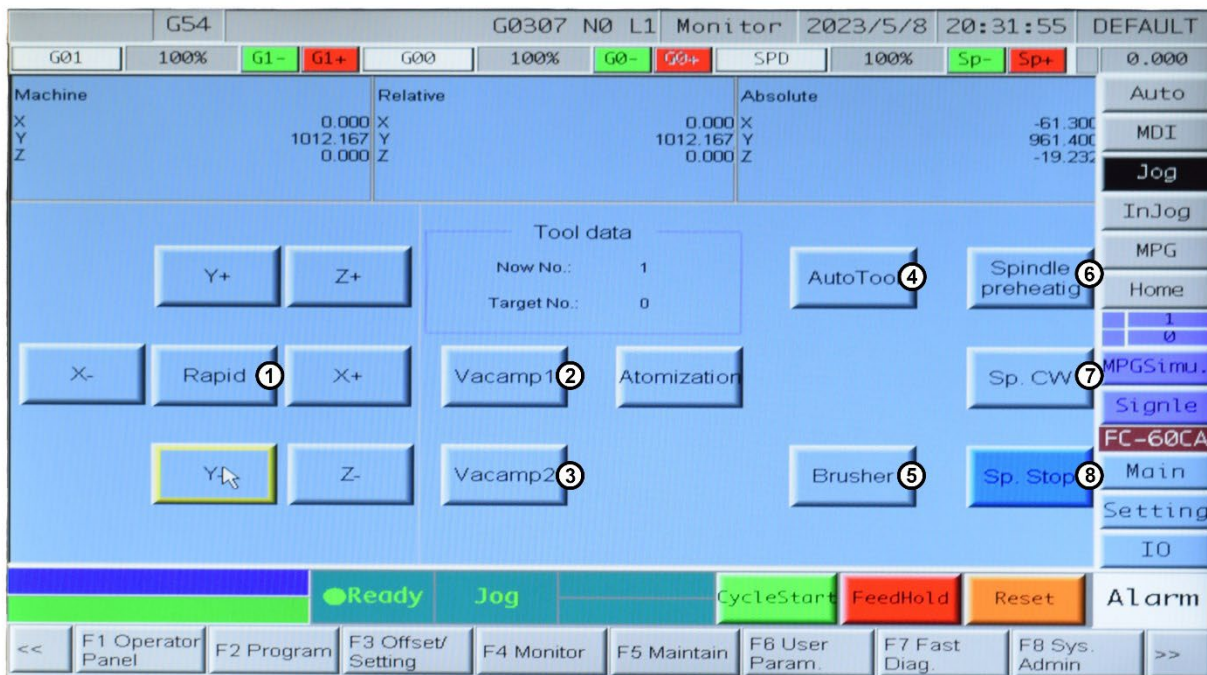 G54 G0307 N0 L1 Monitor 2023/5/8 20:31:55 DEFAULT
G01 100% G1- G1+ G00 100% G0- G0+ SPD 100% Sp- Sp+ 0.000
Machine Relative Absolute
X 0.000 X 0.000 X -61.300
Y 1012.167 Y 1012.167 Y 961.400
Z 0.000 Z 0.000 Z -19.232
Auto
MDI
Jog
InJog
MPG
Home
1
0
MPGSimu.
Signle
FC-60CA
Main
Setting
IO
Tool data
Now No.: 1
Target No.: 0
Y+ Z+ AutoTool ④ Spindle
preheatig ⑥
X- Rapid ① X+ Vacamp1 ② Atomization Sp. CW ⑦
Y- Z- Vacamp2 ③ Brusher ⑤ Sp. Stop ⑧
Ready Jog CycleStart FeedHold Reset Alarm
<< F1 Operator
Panel F2 Program F3 Offset/
Setting F4 Monitor F5 Maintain F6 User
Param. F7 Fast
Diag. F8 Sys.
Admin >>